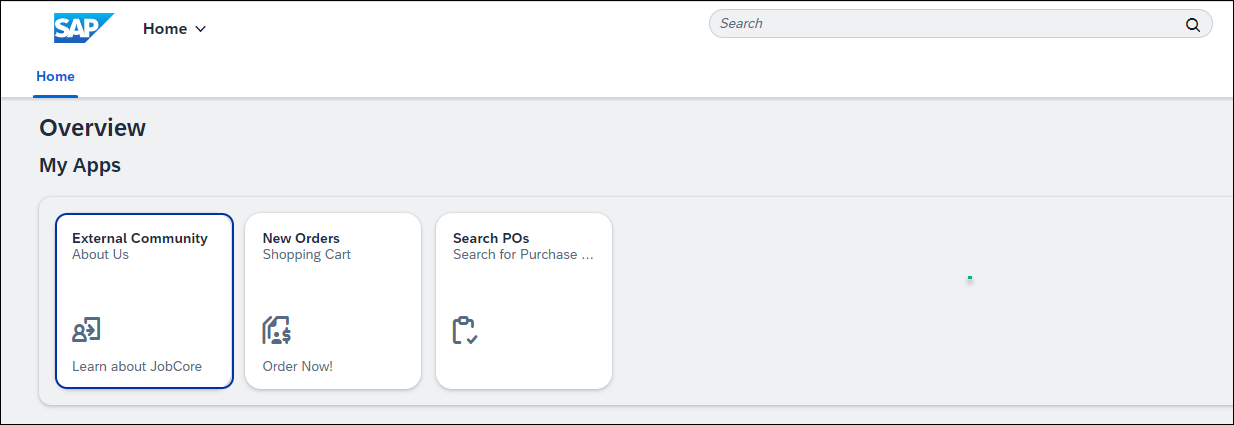 SAP
Home
Search
Home
Overview
My Apps
External Community
About Us
Learn about JobCore
New Orders
Shopping Cart
Order Now!
Search POs
Search for Purchase ...